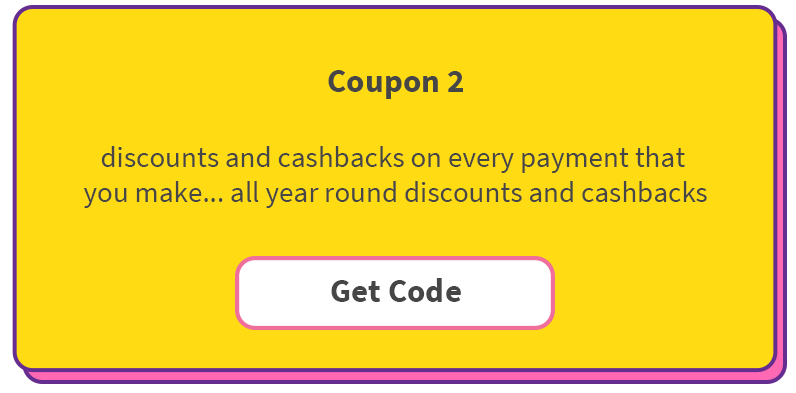 Coupon 2
discounts and cashbacks on every payment that
you make... all year round discounts and cashbacks
Get Code